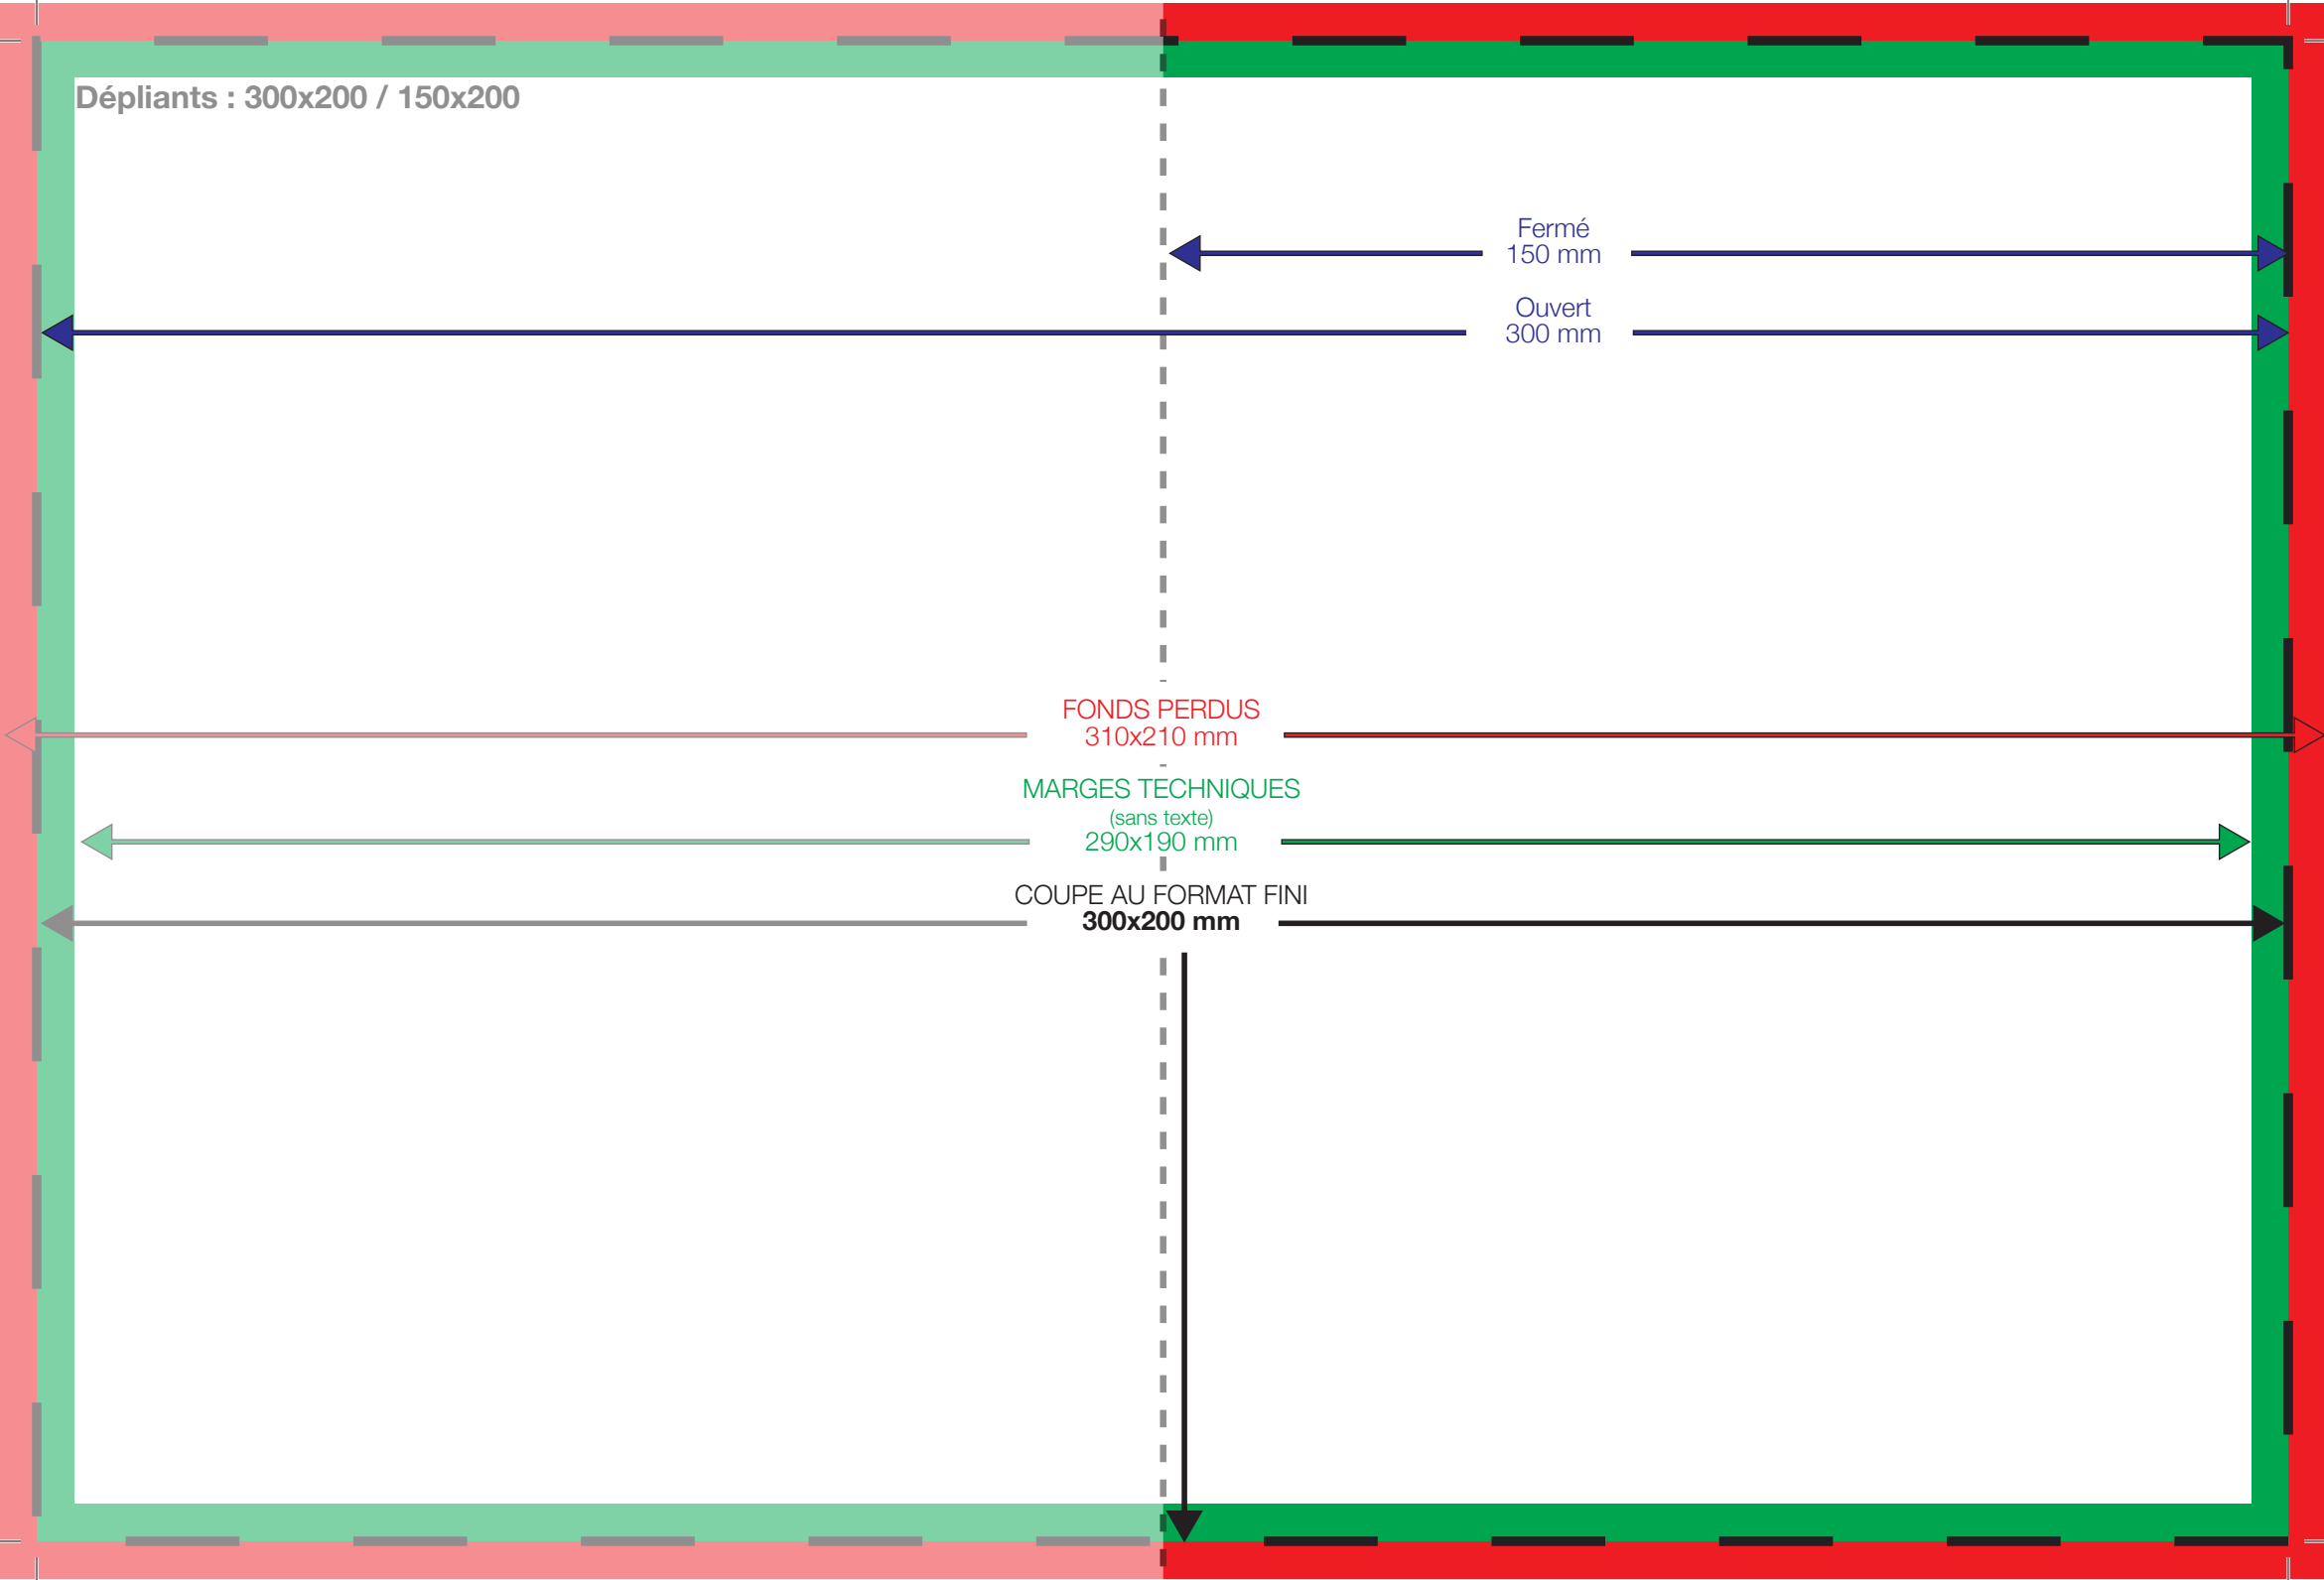 Dépliants : 300x200 / 150x200
Fermé
150 mm
Ouvert
300 mm
FONDS PERDUS
310x210 mm
MARGES TECHNIQUES
(sans texte)
290x190 mm
COUPE AU FORMAT FINI
300x200 mm